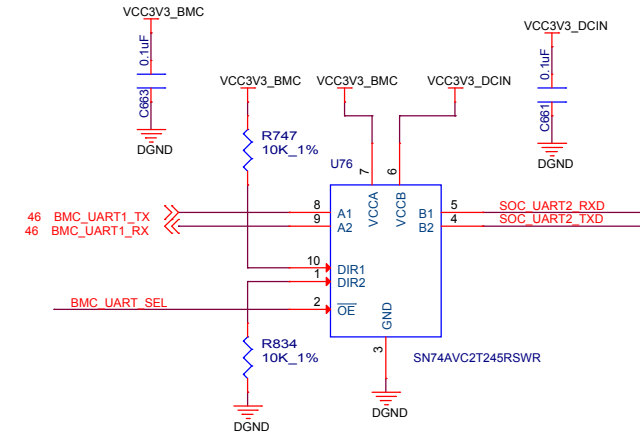 VCC3V3_BMC
0.1uF
C663
DGND
VCC3V3_DCIN
0.1uF
C661
DGND
VCC3V3_BMC
VCC3V3_BMC
VCC3V3_DCIN
R747
10K_1%
U76
7
6
VCCA
VCCB
46 BMC_UART1_TX
8
A1
B1
5
SOC_UART2_RXD
46 BMC_UART1_RX
9
A2
B2
4
SOC_UART2_TXD
10
DIR1
1
DIR2
BMC_UART_SEL
2
OE
GND
3
R834
10K_1%
SN74AVC2T245RSWR
DGND
DGND